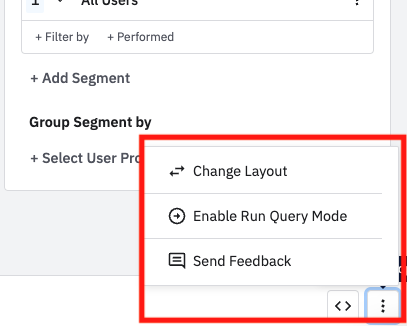 1 All Users
+ Filter by + Performed
+ Add Segment
Group Segment by
+ Select User Pro
Change Layout
Enable Run Query Mode
Send Feedback